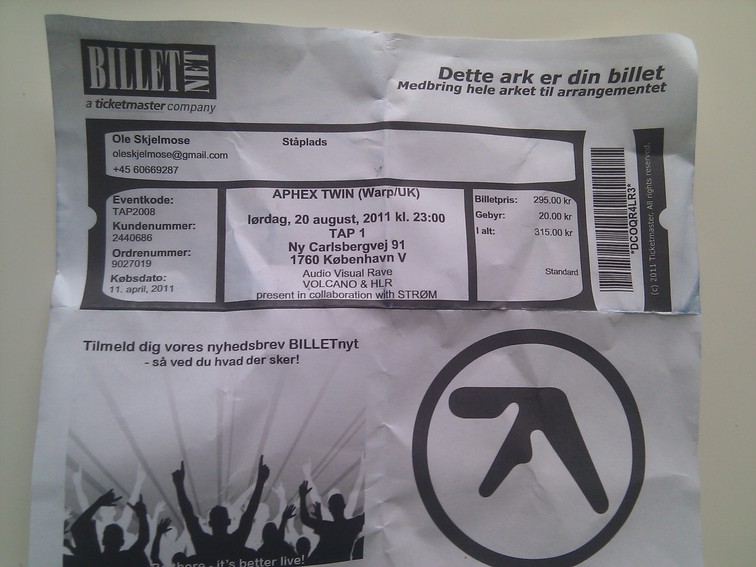 BILLET NET
a ticketmaster company
Dette ark er din billet
Medbring hele arket til arrangementet
Ole Skjelmose
Ståplads
oleskjelmose@gmail.com
+45 60669287
Eventkode:
TAP2008
Kundenummer:
2440686
Ordrenummer:
9027019
Købsdato:
11. april, 2011
APHEX TWIN (Warp/UK)
lørdag, 20 august, 2011 kl. 23:00
TAP 1
Ny Carlsbergvej 91
1760 København V
Audio Visual Rave
VOLCANO & HLR
present in collaboration with STRØM
Billetpris: 295.00 kr
Gebyr: 20.00 kr
I alt: 315.00 kr
Standard
*DCOQR4LR3*
(c) 2011 Ticketmaster. All rights reserved.
Tilmeld dig vores nyhedsbrev BILLETnyt
- så ved du hvad der sker!
Be there - it's better live!